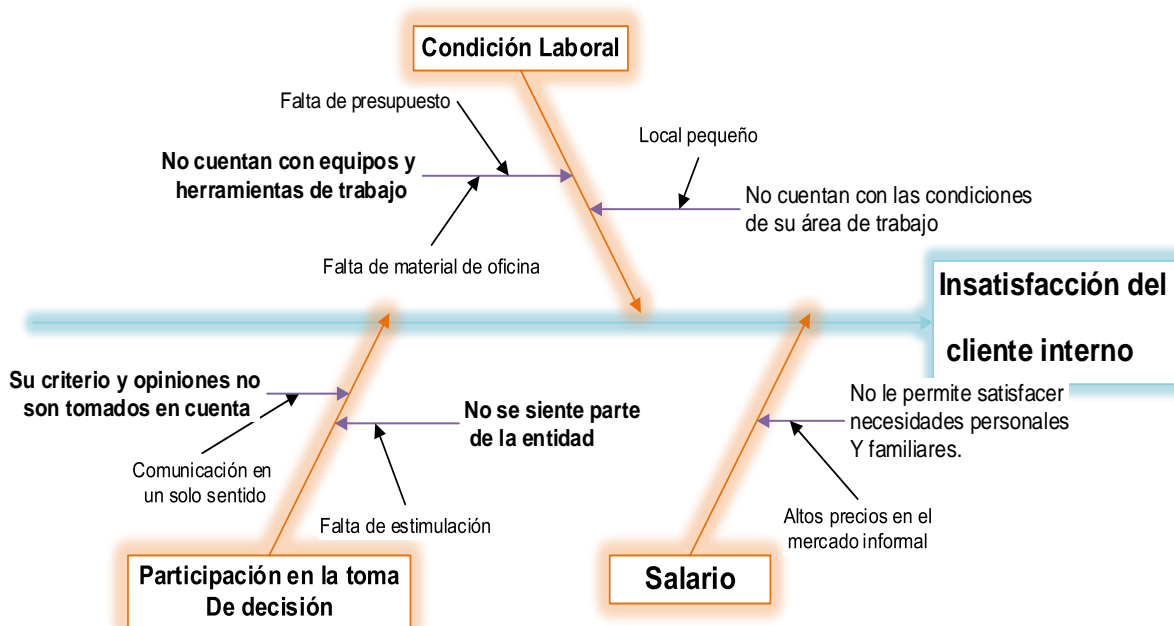 Condición Laboral
Falta de presupuesto
Local pequeño
No cuentan con equipos y
herramientas de trabajo
No cuentan con las condiciones
de su área de trabajo
Falta de material de oficina
Insatisfacción del
cliente interno
Su criterio y opiniones no
son tomados en cuenta
No se siente parte
de la entidad
No le permite satisfacer
necesidades personales
Y familiares.
Comunicación en
un solo sentido
Falta de estimulación
Altos precios en el
mercado informal
Participación en la toma
De decisión
Salario